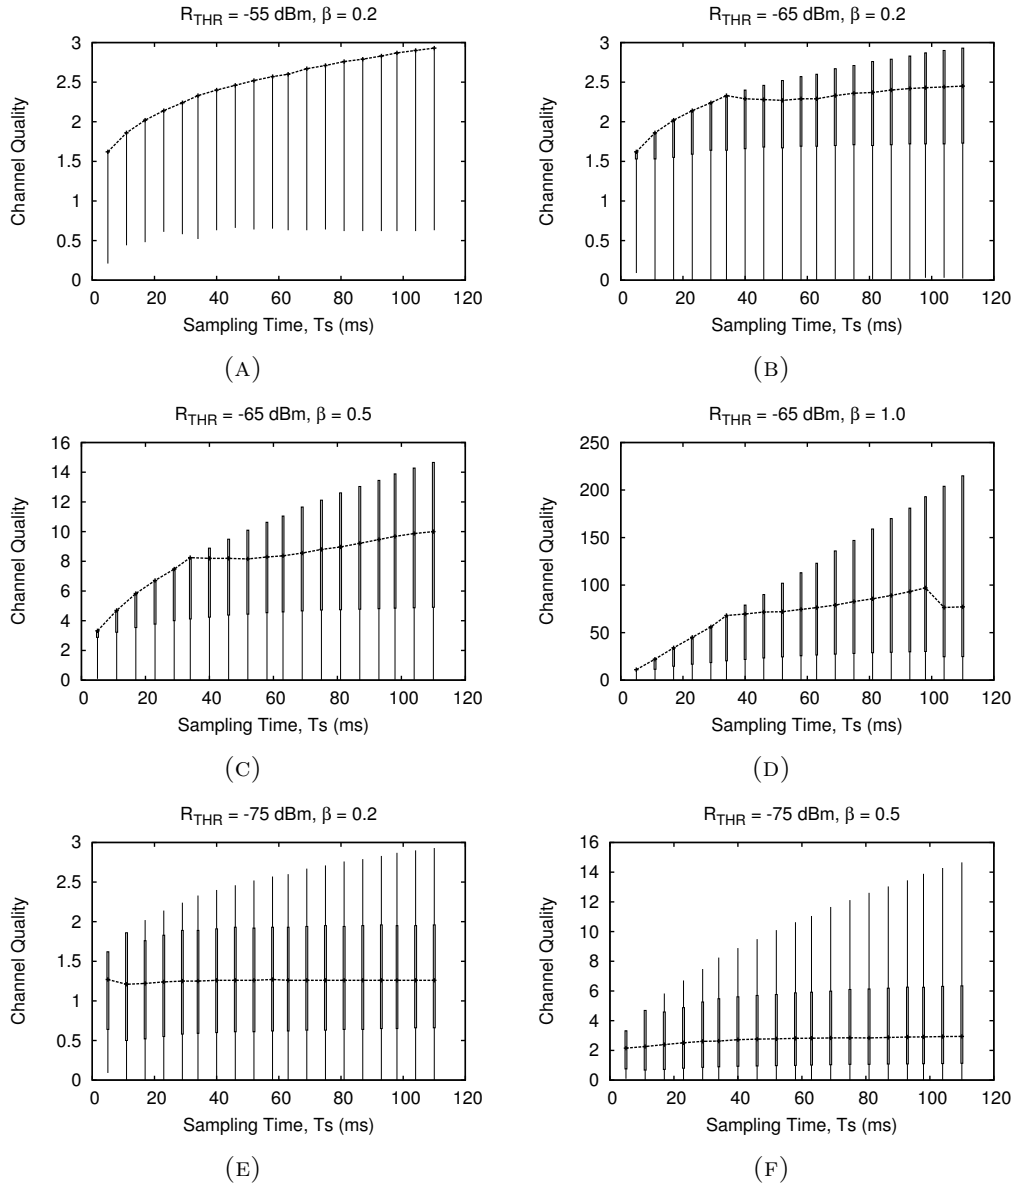 R_THR = -55 dBm, β = 0.2
3
2.5
2
1.5
1
0.5
0
Channel Quality
0 20 40 60 80 100 120
Sampling Time, Ts (ms)
(A)
R_THR = -65 dBm, β = 0.2
3
2.5
2
1.5
1
0.5
0
Channel Quality
0 20 40 60 80 100 120
Sampling Time, Ts (ms)
(B)
R_THR = -65 dBm, β = 0.5
16
14
12
10
8
6
4
2
0
Channel Quality
0 20 40 60 80 100 120
Sampling Time, Ts (ms)
(C)
R_THR = -65 dBm, β = 1.0
250
200
150
100
50
0
Channel Quality
0 20 40 60 80 100 120
Sampling Time, Ts (ms)
(D)
R_THR = -75 dBm, β = 0.2
3
2.5
2
1.5
1
0.5
0
Channel Quality
0 20 40 60 80 100 120
Sampling Time, Ts (ms)
(E)
R_THR = -75 dBm, β = 0.5
16
14
12
10
8
6
4
2
0
Channel Quality
0 20 40 60 80 100 120
Sampling Time, Ts (ms)
(F)